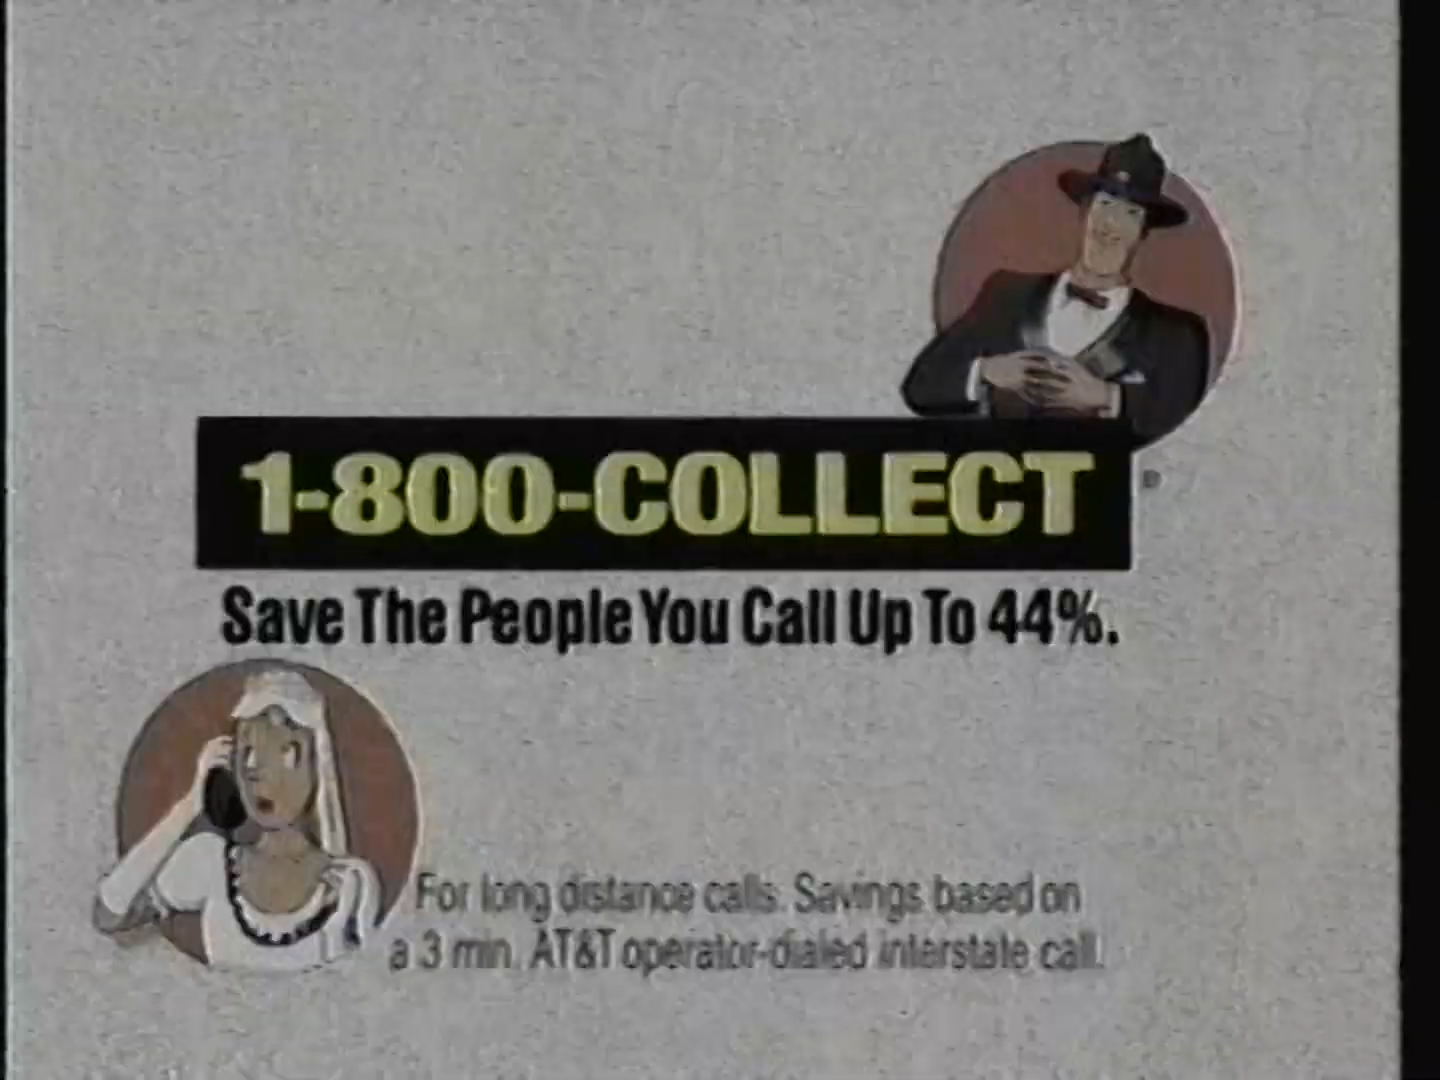 1-800-COLLECT
Save The People You Call Up To 44%.
For long distance calls. Savings based on
a 3 min. AT&T operator-dialed interstate call.